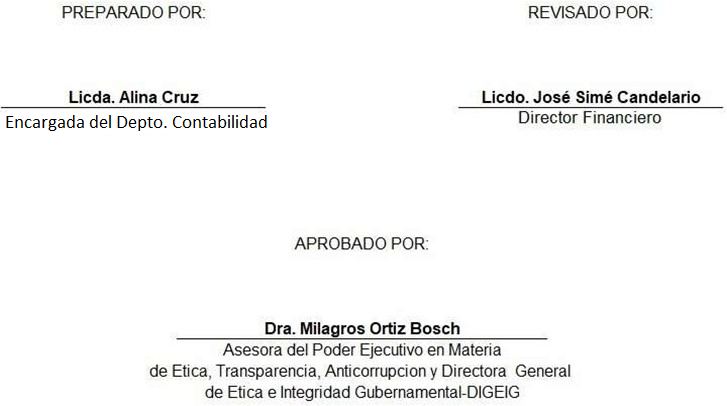 PREPARADO POR:
REVISADO POR:
Licda. Alina Cruz
Encargada del Depto. Contabilidad
Licdo. José Simé Candelario
Director Financiero
APROBADO POR:
Dra. Milagros Ortiz Bosch
Asesora del Poder Ejecutivo en Materia
de Etica, Transparencia, Anticorrupcion y Directora General
de Etica e Integridad Gubernamental-DIGEIG